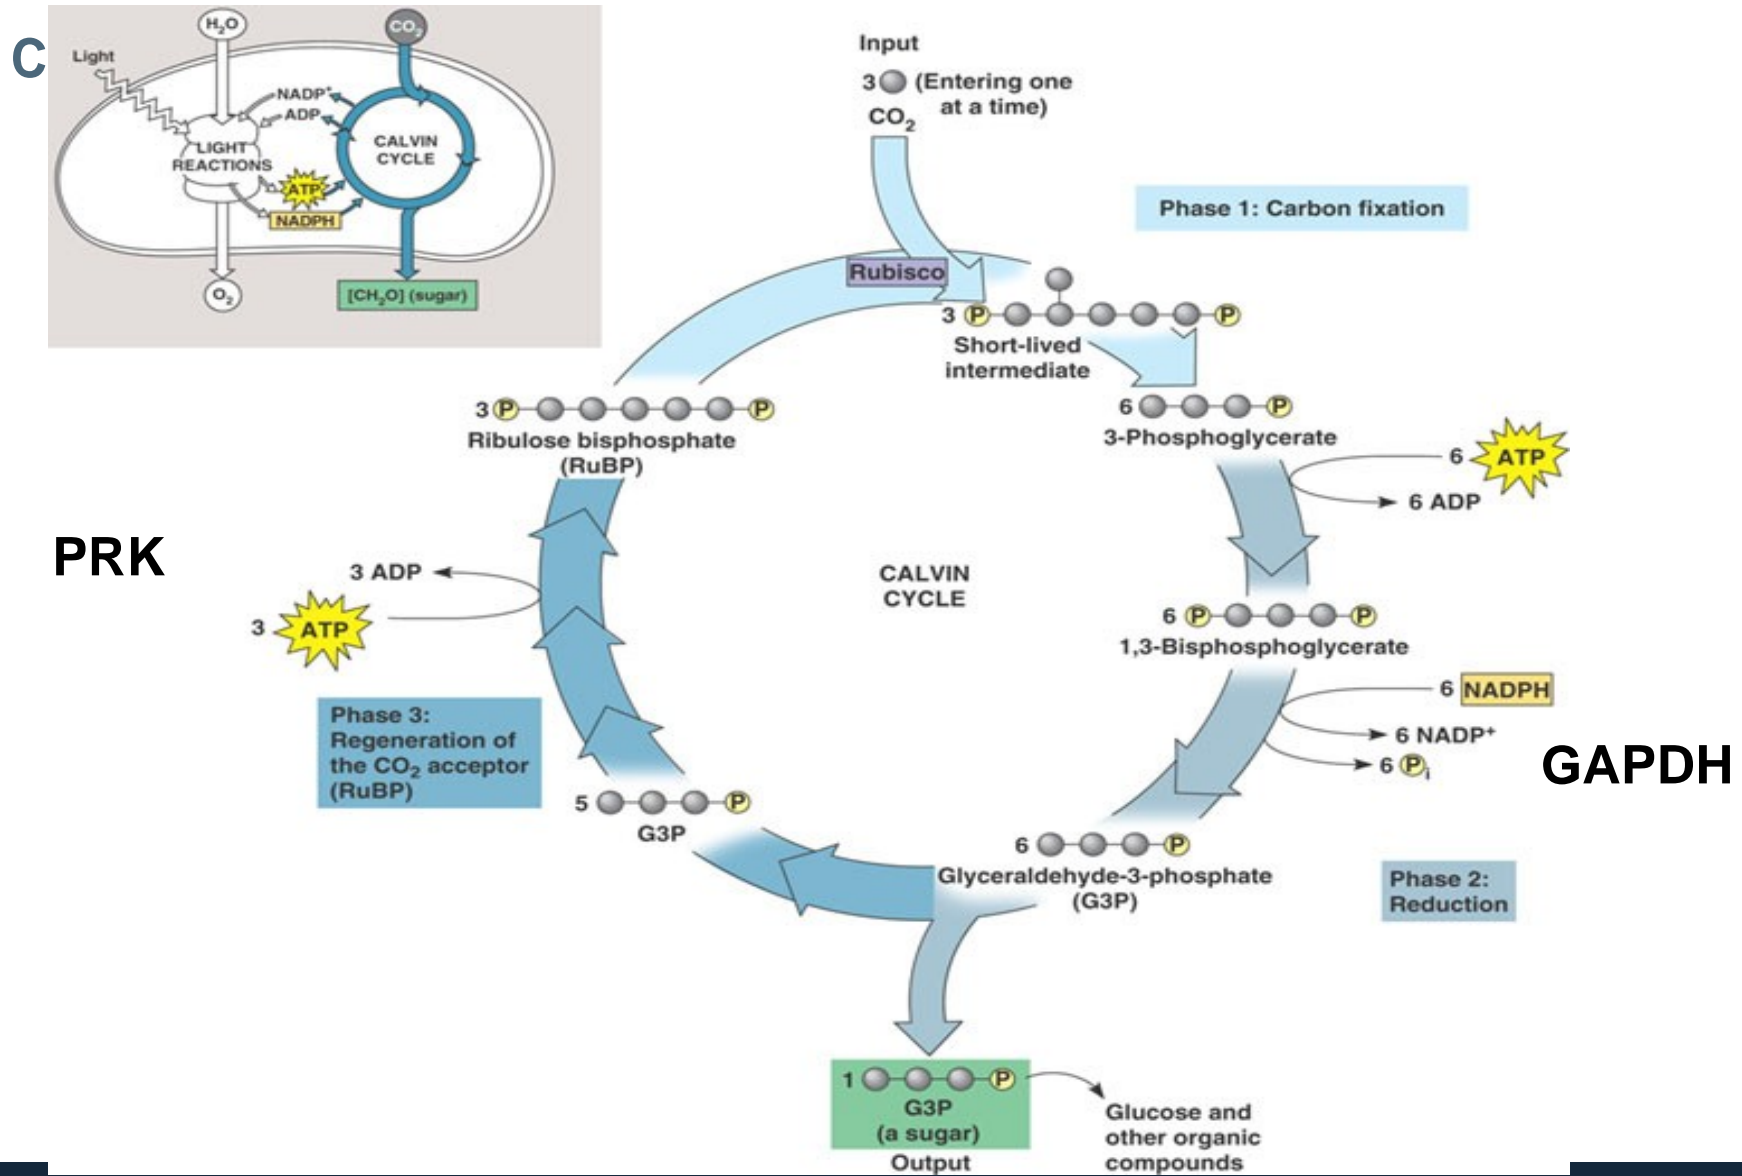 C
H₂O
CO₂
Light
NADP⁺
ADP
LIGHT
REACTIONS
CALVIN
CYCLE
ATP
NADPH
O₂
[CH₂O] (sugar)
Input
3 (Entering one
at a time)
CO₂
Phase 1: Carbon fixation
Rubisco
3 P P
Short-lived
intermediate
3 P P
Ribulose bisphosphate
(RuBP)
6 P
3-Phosphoglycerate
6 ATP
6 ADP
PRK
3 ADP
3 ATP
CALVIN
CYCLE
6 P P
1,3-Bisphosphoglycerate
6 NADPH
6 NADP⁺
6 Pi
GAPDH
Phase 3:
Regeneration of
the CO₂ acceptor
(RuBP)
5 P
G3P
6 P
Glyceraldehyde-3-phosphate
(G3P)
Phase 2:
Reduction
1 P
G3P
(a sugar)
Output
Glucose and
other organic
compounds